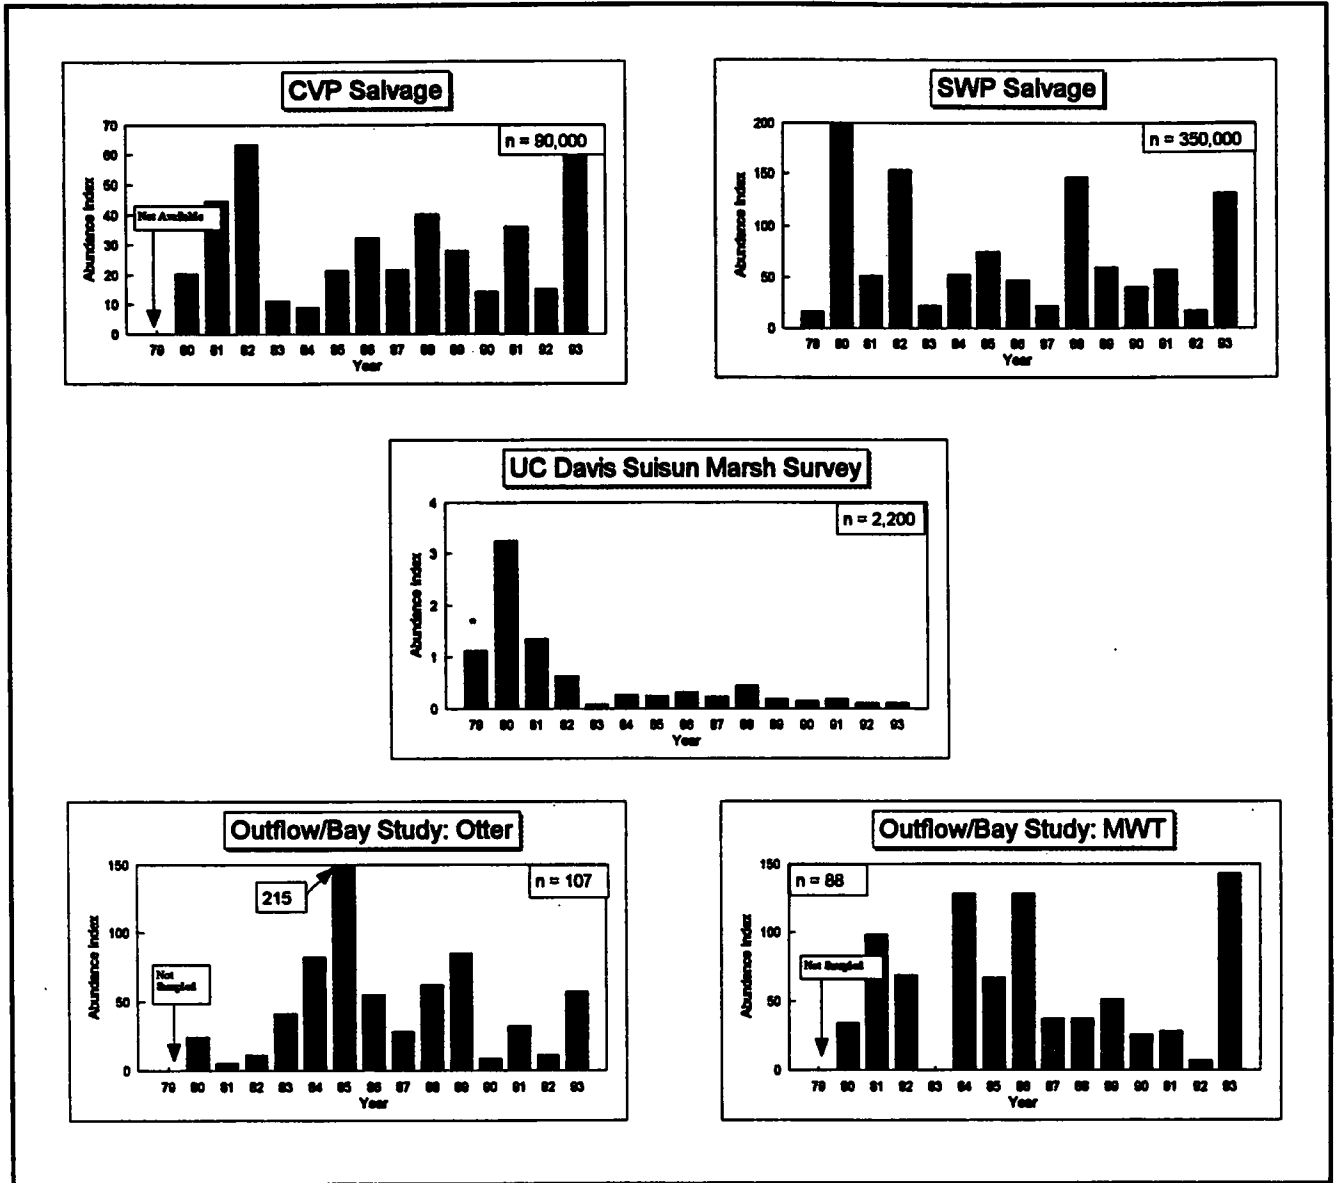 CVP Salvage
n = 90,000
Abundance Index
70
60
50
40
30
20
10
0
Not Available
79 80 81 82 83 84 85 86 87 88 89 90 91 92 93
Year
SWP Salvage
n = 350,000
Abundance Index
200
150
100
50
0
79 80 81 82 83 84 85 86 87 88 89 90 91 92 93
Year
UC Davis Suisun Marsh Survey
n = 2,200
Abundance Index
4
3
2
1
0
*
79 80 81 82 83 84 85 86 87 88 89 90 91 92 93
Year
Outflow/Bay Study: Otter
n = 107
215
Abundance Index
150
100
50
0
Not
Sampled
79 80 81 82 83 84 85 86 87 88 89 90 91 92 93
Year
Outflow/Bay Study: MWT
n = 88
Abundance Index
150
100
50
0
Not Sampled
79 80 81 82 83 84 85 86 87 88 89 90 91 92 93
Year